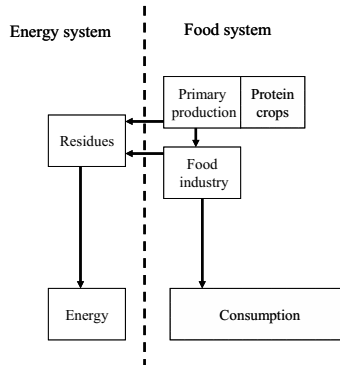 Energy system
Food system
Primary
production
Protein
crops
Residues
Food
industry
Energy
Consumption